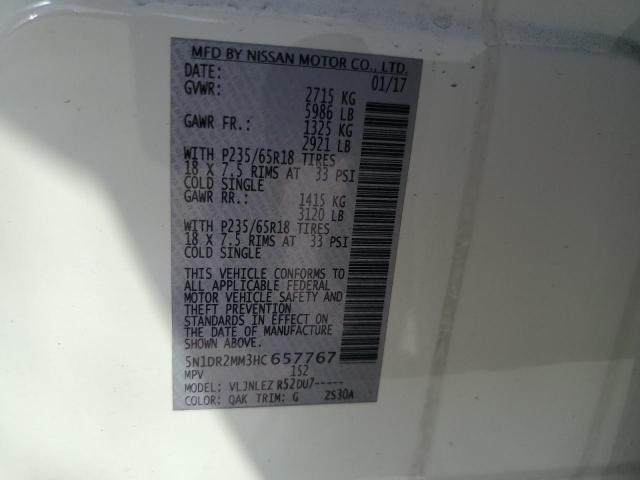 MFD BY NISSAN MOTOR CO., LTD.
DATE: 01/17
GVWR: 2715 KG
5986 LB
GAWR FR.: 1325 KG
2921 LB
WITH P235/65R18 TIRES
18 X 7.5 RIMS AT 33 PSI
COLD SINGLE
GAWR RR.: 1415 KG
3120 LB
WITH P235/65R18 TIRES
18 X 7.5 RIMS AT 33 PSI
COLD SINGLE
THIS VEHICLE CONFORMS TO
ALL APPLICABLE FEDERAL
MOTOR VEHICLE SAFETY AND
THEFT PREVENTION
STANDARDS IN EFFECT ON
THE DATE OF MANUFACTURE
SHOWN ABOVE.
5N1DR2MM3HC657767
MPV 152
MODEL: VLJNLEZ R52DU7-----
COLOR: QAK TRIM: G ZS30A